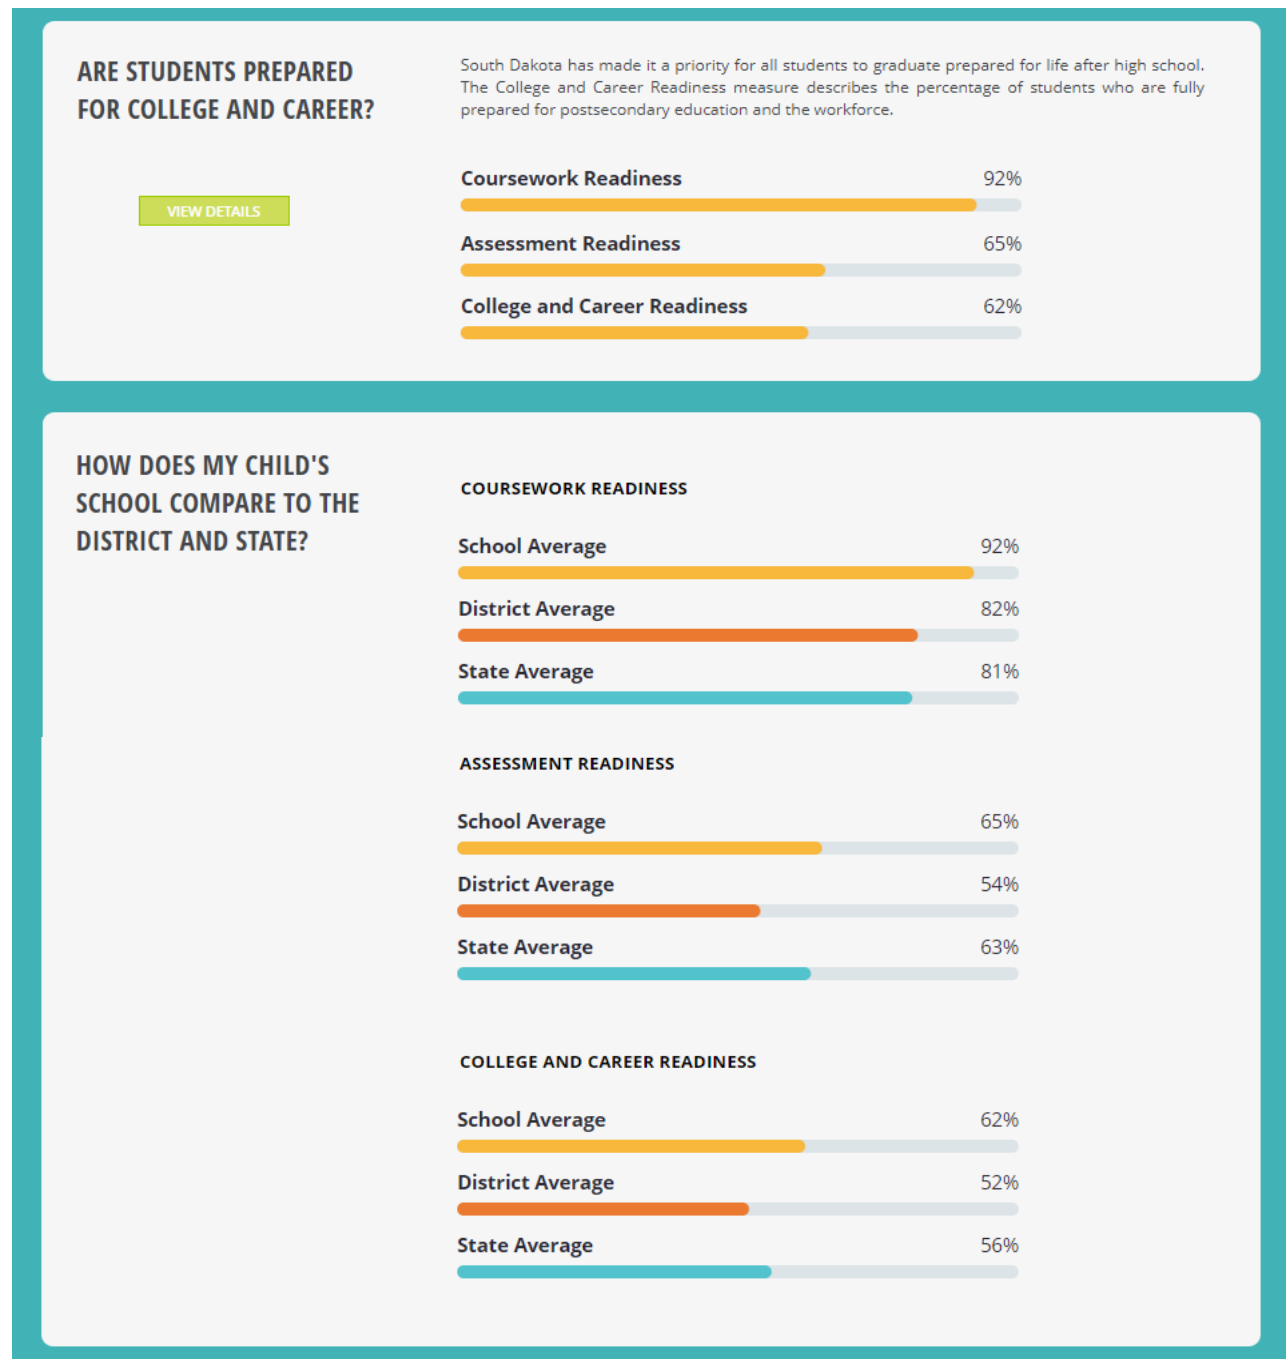 ARE STUDENTS PREPARED
FOR COLLEGE AND CAREER?
VIEW DETAILS
South Dakota has made it a priority for all students to graduate prepared for life after high school.
The College and Career Readiness measure describes the percentage of students who are fully
prepared for postsecondary education and the workforce.
Coursework Readiness 92%
Assessment Readiness 65%
College and Career Readiness 62%
HOW DOES MY CHILD'S
SCHOOL COMPARE TO THE
DISTRICT AND STATE?
COURSEWORK READINESS
School Average 92%
District Average 82%
State Average 81%
ASSESSMENT READINESS
School Average 65%
District Average 54%
State Average 63%
COLLEGE AND CAREER READINESS
School Average 62%
District Average 52%
State Average 56%